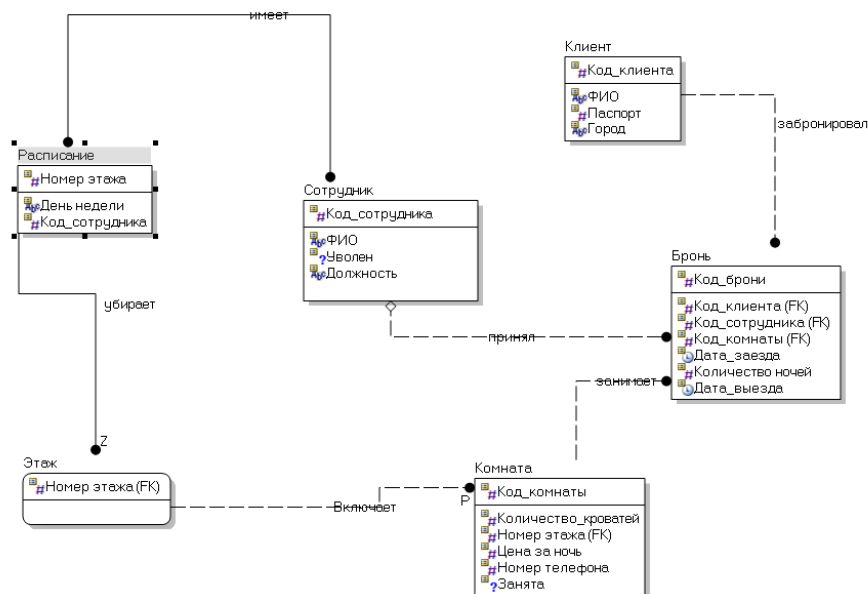 имеет
Клиент
Код_клиента
ФИО
Паспорт
Город
забронировал
Расписание
Номер этажа
День недели
Код_сотрудника
Сотрудник
Код_сотрудника
ФИО
Уволен
Должность
Бронь
Код_брони
Код_клиента (FK)
Код_сотрудника (FK)
Код_комнаты (FK)
Дата_заезда
Количество ночей
Дата_выезда
убирает
принял
занимает
Z
Этаж
Номер этажа (FK)
Включает
P
Комната
Код_комнаты
Количество_кроватей
Номер этажа (FK)
Цена за ночь
Номер телефона
Занята